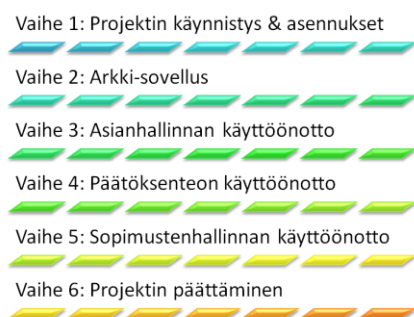 Vaihe 1: Projektin käynnistys & asennukset
Vaihe 2: Arkki-sovellus
Vaihe 3: Asianhallinnan käyttöönotto
Vaihe 4: Päätöksenteon käyttöönotto
Vaihe 5: Sopimustenhallinnan käyttöönotto
Vaihe 6: Projektin päättäminen